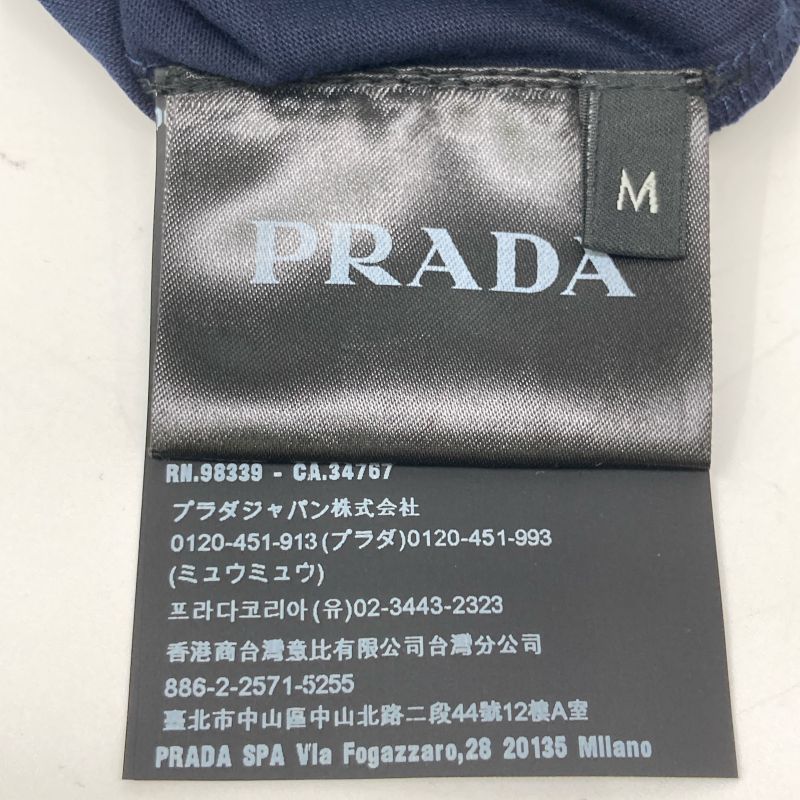 PRADA
M
RN.98339 - CA.34767
プラダジャパン株式会社
0120-451-913(プラダ)0120-451-993
(ミュウミュウ)
프라다코리아(유)02-3443-2323
香港商台灣意比有限公司台灣分公司
886-2-2571-5255
臺北市中山區中山北路二段44號12樓A室
PRADA SPA Via Fogazzaro,28 20135 Milano